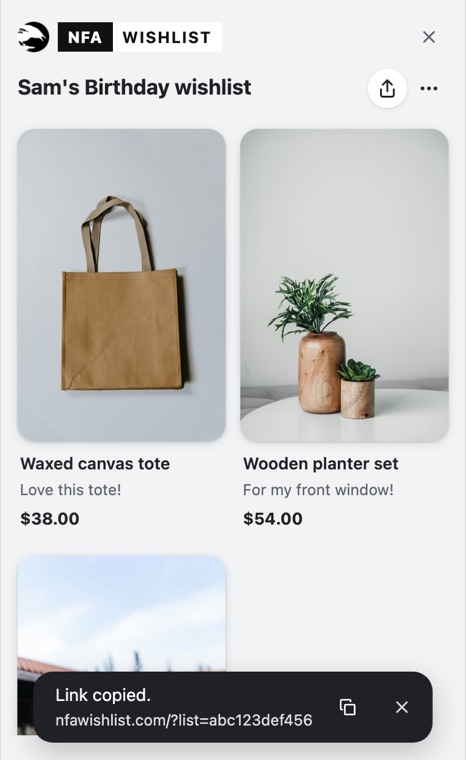 NFA WISHLIST
Sam's Birthday wishlist
Waxed canvas tote
Love this tote!
$38.00
Wooden planter set
For my front window!
$54.00
Link copied.
nfawishlist.com/?list=abc123def456